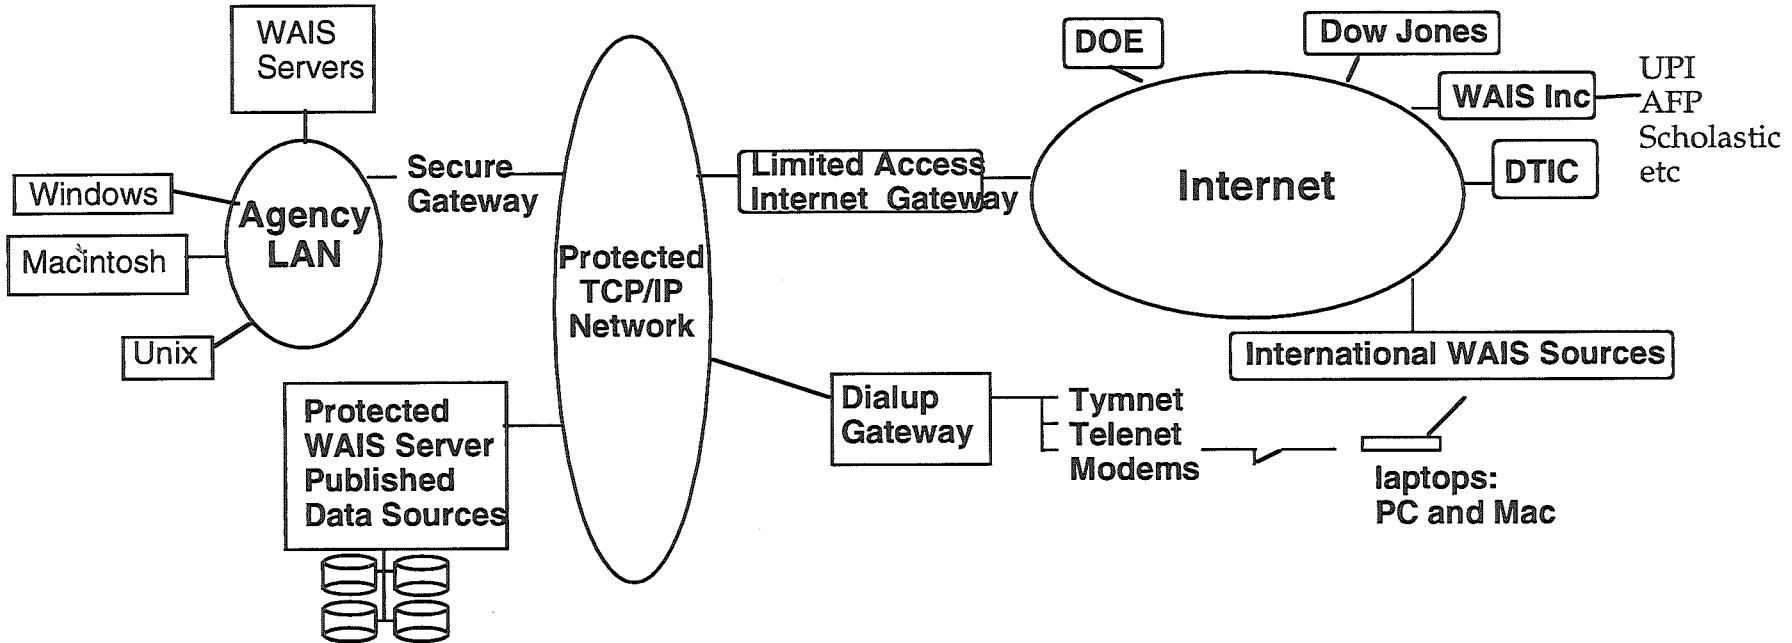 WAIS
Servers
Windows
Macintosh
Unix
Agency
LAN
Secure
Gateway
Protected
WAIS Server
Published
Data Sources
Protected
TCP/IP
Network
Limited Access
Internet Gateway
Dialup
Gateway
Tymnet
Telenet
Modems
laptops:
PC and Mac
Internet
DOE
Dow Jones
WAIS Inc
UPI
AFP
Scholastic
etc
DTIC
International WAIS Sources